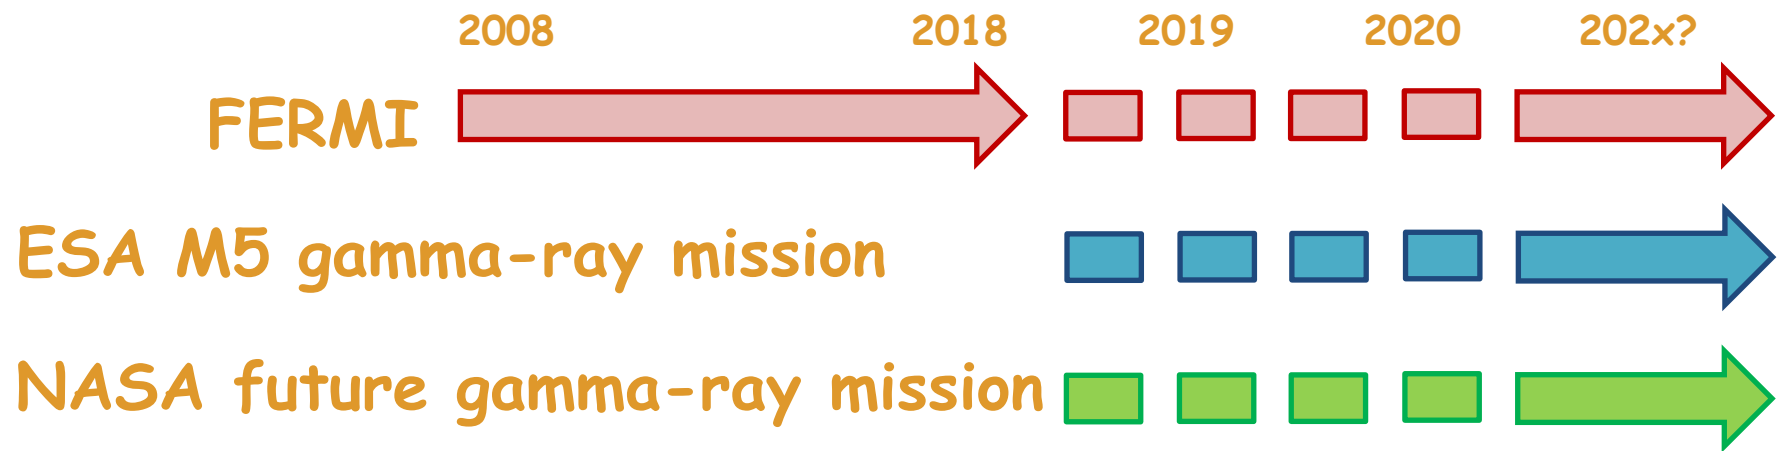 2008 2018 2019 2020 202x?
FERMI
ESA M5 gamma-ray mission
NASA future gamma-ray mission